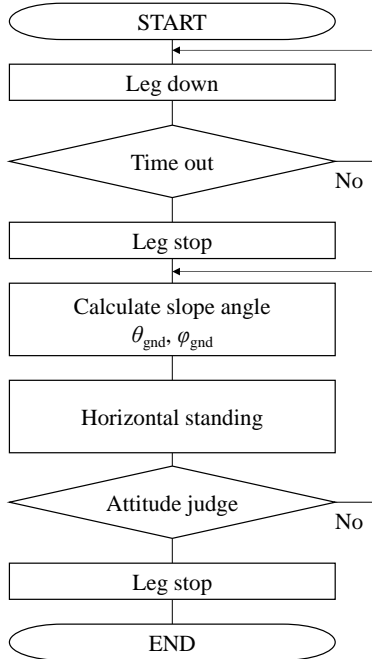 START
Leg down
Time out
No
Leg stop
Calculate slope angle
θgnd, φgnd
Horizontal standing
Attitude judge
No
Leg stop
END